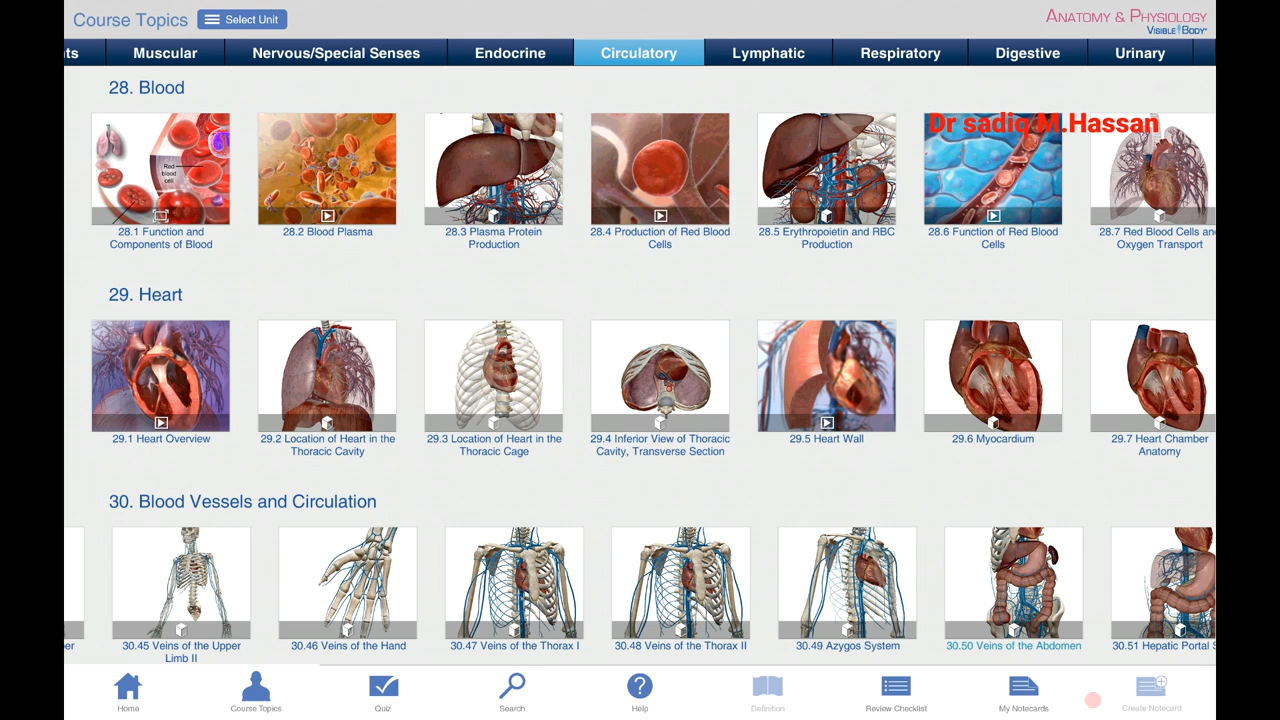 Course Topics
Select Unit
ANATOMY & PHYSIOLOGY
VISIBLE BODY
nts
Muscular
Nervous/Special Senses
Endocrine
Circulatory
Lymphatic
Respiratory
Digestive
Urinary
28. Blood
Dr sadiq M.Hassan
Red
blood
cell
28.1 Function and
Components of Blood
28.2 Blood Plasma
28.3 Plasma Protein
Production
28.4 Production of Red Blood
Cells
28.5 Erythropoietin and RBC
Production
28.6 Function of Red Blood
Cells
28.7 Red Blood Cells and
Oxygen Transport
29. Heart
29.1 Heart Overview
29.2 Location of Heart in the
Thoracic Cavity
29.3 Location of Heart in the
Thoracic Cage
29.4 Inferior View of Thoracic
Cavity, Transverse Section
29.5 Heart Wall
29.6 Myocardium
29.7 Heart Chamber
Anatomy
30. Blood Vessels and Circulation
per
30.45 Veins of the Upper
Limb II
30.46 Veins of the Hand
30.47 Veins of the Thorax I
30.48 Veins of the Thorax II
30.49 Azygos System
30.50 Veins of the Abdomen
30.51 Hepatic Portal S
Home
Course Topics
Quiz
Search
Help
Definition
Review Checklist
My Notecards
Create Notecard